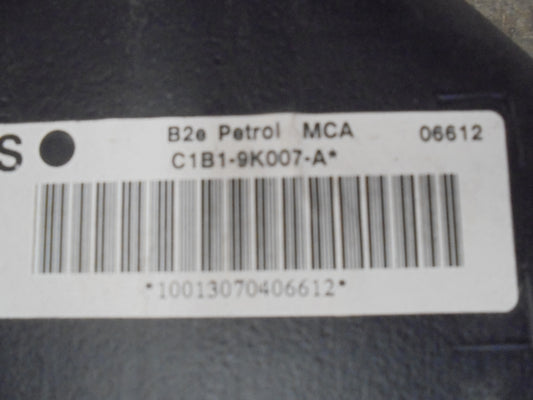 S B2e Petrol MCA 06612
C1B1-9K007-A*
*10013070406612*